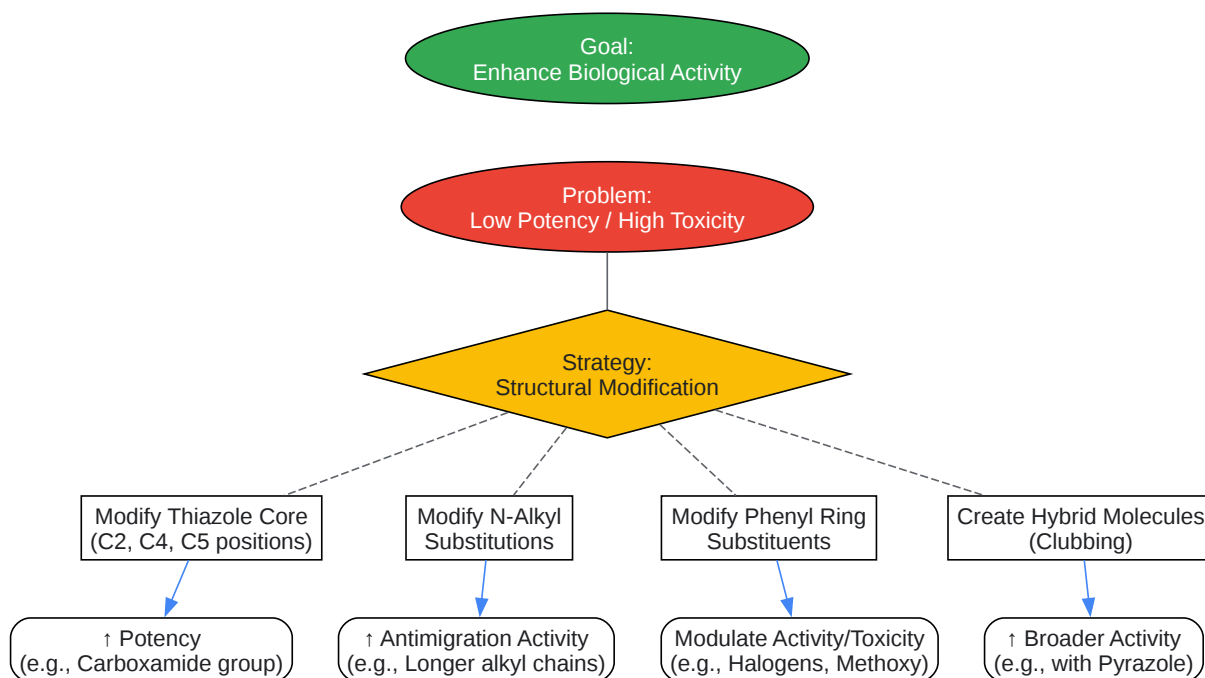 Goal:
Enhance Biological Activity
Problem:
Low Potency / High Toxicity
Strategy:
Structural Modification
Modify Thiazole Core
(C2, C4, C5 positions)
Modify N-Alkyl
Substitutions
Modify Phenyl Ring
Substituents
Create Hybrid Molecules
(Clubbing)
↑ Potency
(e.g., Carboxamide group)
↑ Antimigration Activity
(e.g., Longer alkyl chains)
Modulate Activity/Toxicity
(e.g., Halogens, Methoxy)
↑ Broader Activity
(e.g., with Pyrazole)